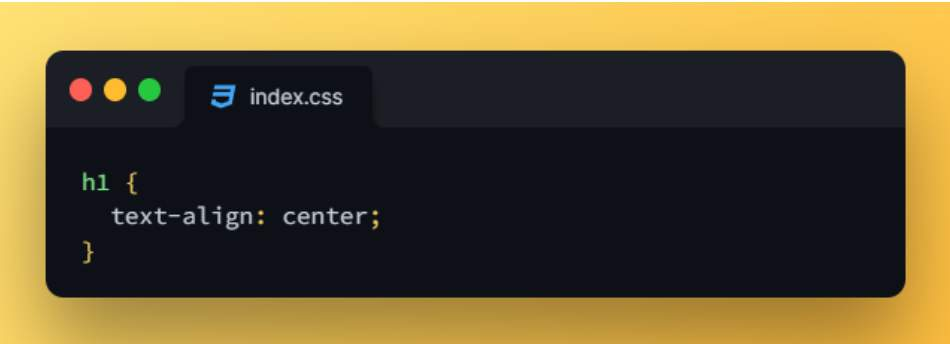 index.css
h1 {
  text-align: center;
}